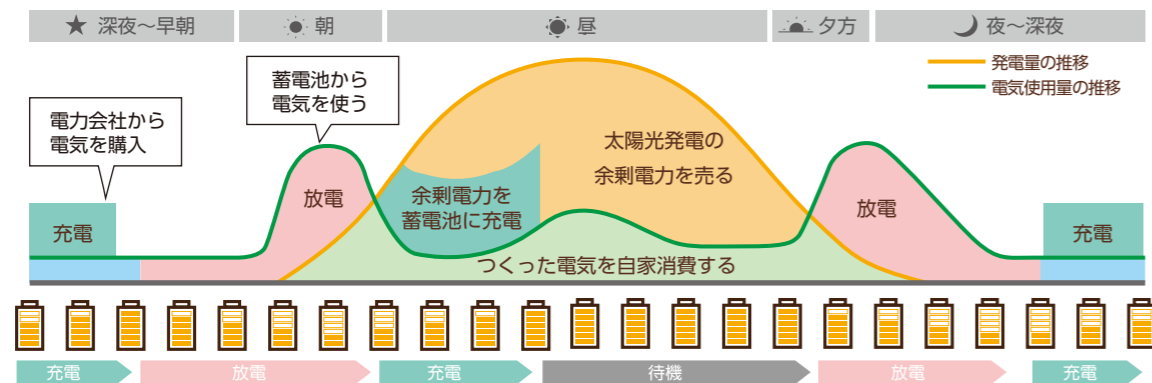 深夜〜早朝
朝
昼
夕方
夜〜深夜
発電量の推移
電気使用量の推移
蓄電池から
電気を使う
電力会社から
電気を購入
太陽光発電の
余剰電力を売る
充電
放電
余剰電力を
蓄電池に充電
放電
充電
つくった電気を自家消費する
充電
放電
充電
待機
放電
充電